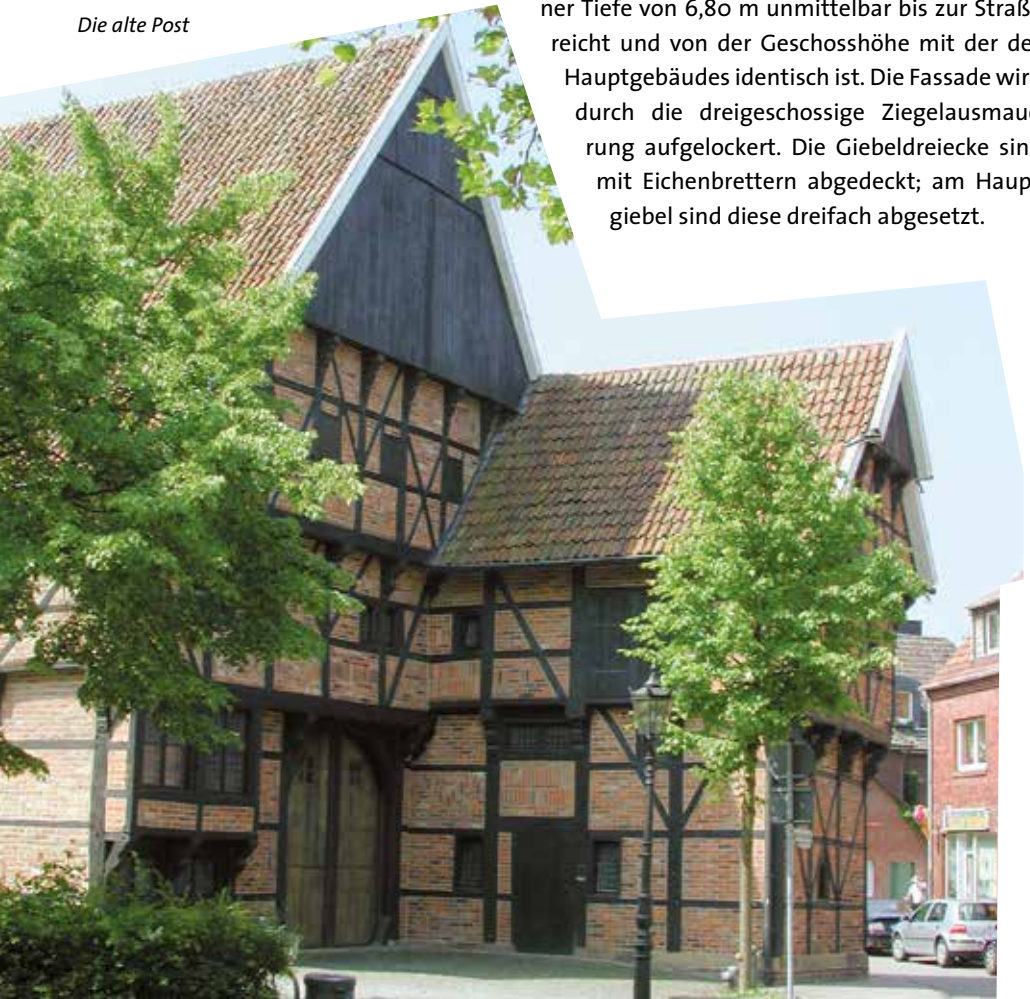 Die alte Post
ner Tiefe von 6,80 m unmittelbar bis zur Straß
reicht und von der Geschosshöhe mit der de
Hauptgebäudes identisch ist. Die Fassade wir
durch die dreigeschossige Ziegelausmau
rung aufgelockert. Die Giebeldreiecke sin
mit Eichenbrettern abgedeckt; am Haup
giebel sind diese dreifach abgesetzt.